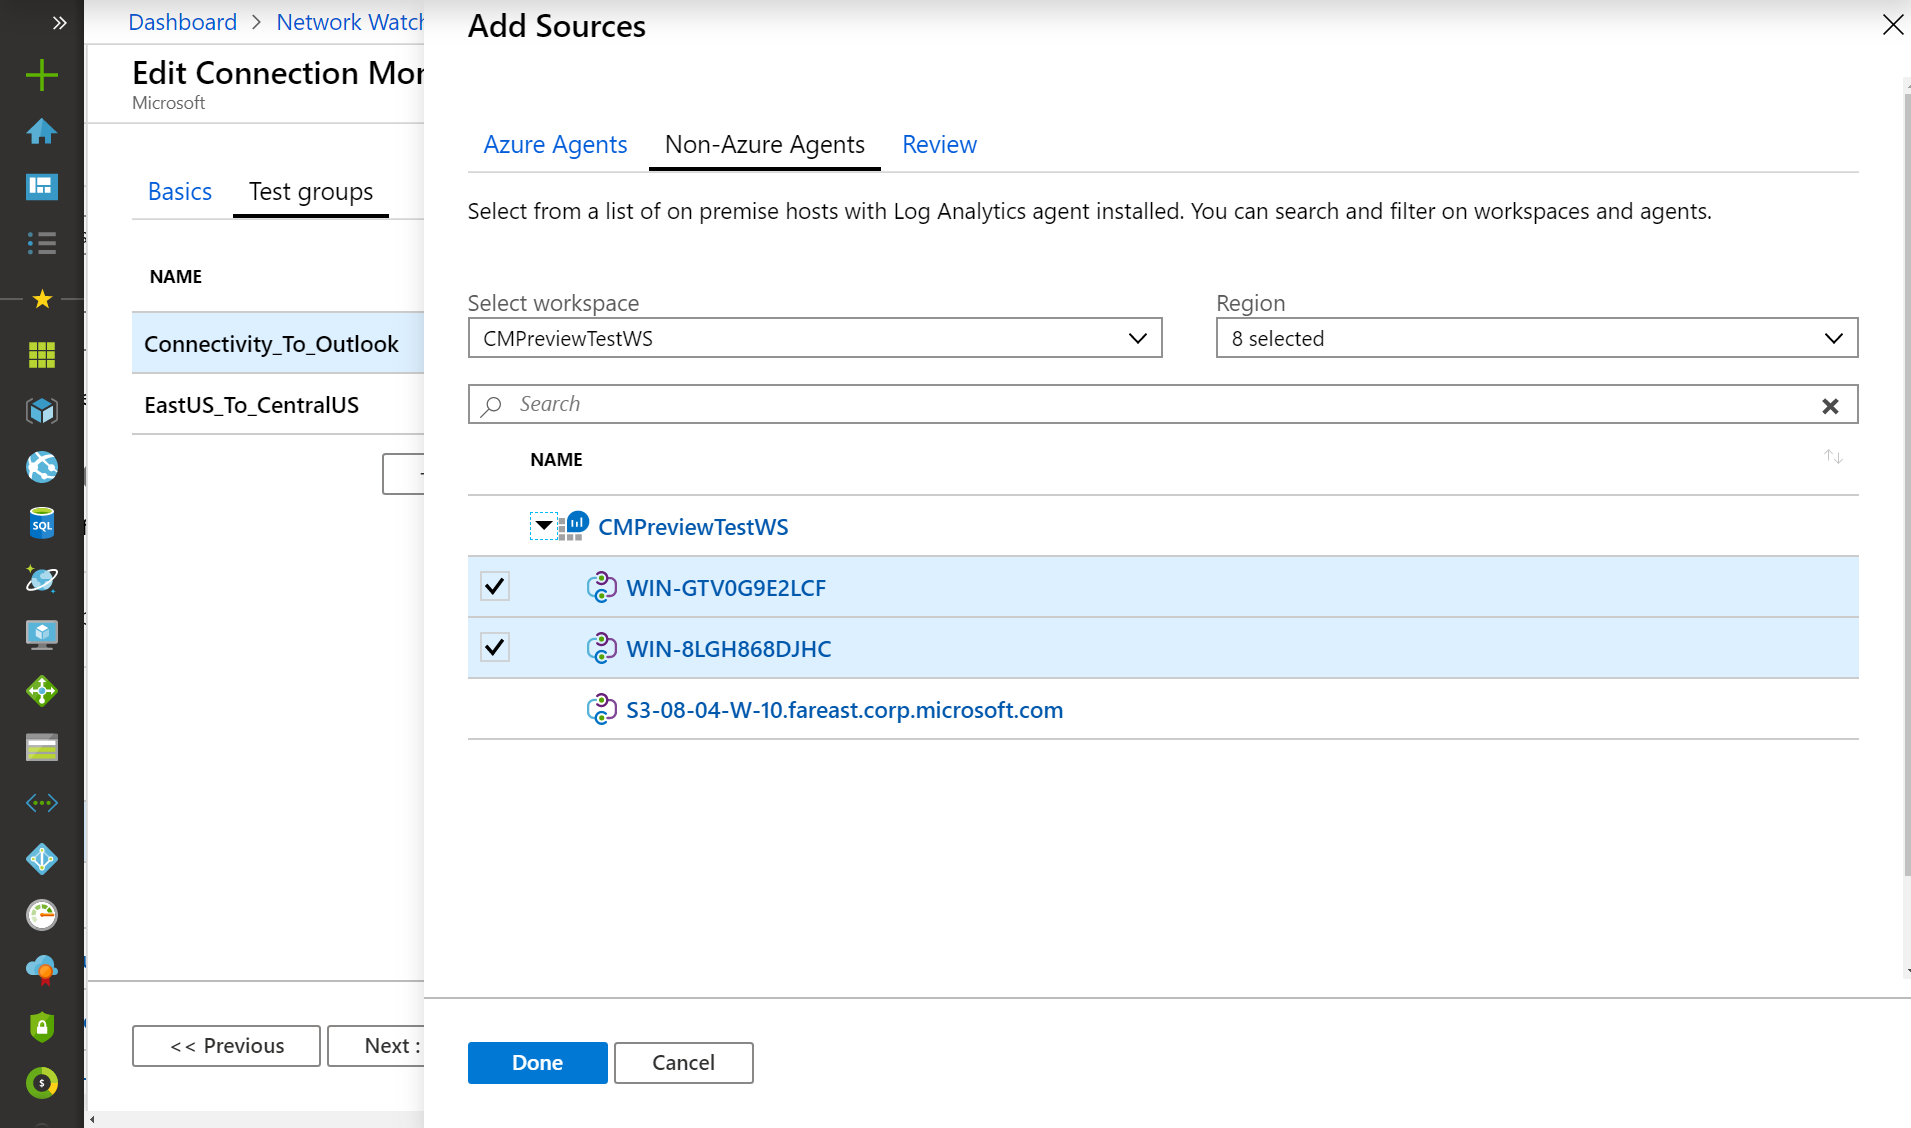 Dashboard > Network Watch
Edit Connection Mon
Microsoft
Basics Test groups
NAME
Connectivity_To_Outlook
EastUS_To_CentralUS
<< Previous
Next :
SQL
$
Add Sources
Azure Agents Non-Azure Agents Review
Select from a list of on premise hosts with Log Analytics agent installed. You can search and filter on workspaces and agents.
Select workspace Region
CMPreviewTestWS 8 selected
Search
NAME
CMPreviewTestWS
WIN-GTV0G9E2LCF
WIN-8LGH868DJHC
S3-08-04-W-10.fareast.corp.microsoft.com
Done Cancel